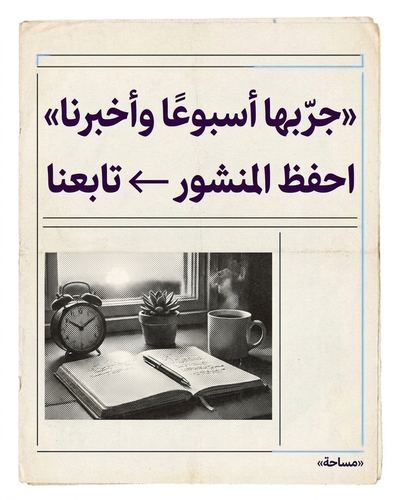 «جرّبها أسبوعًا وأخبرنا»
احفظ المنشور ← تابعنا
«مساحة»